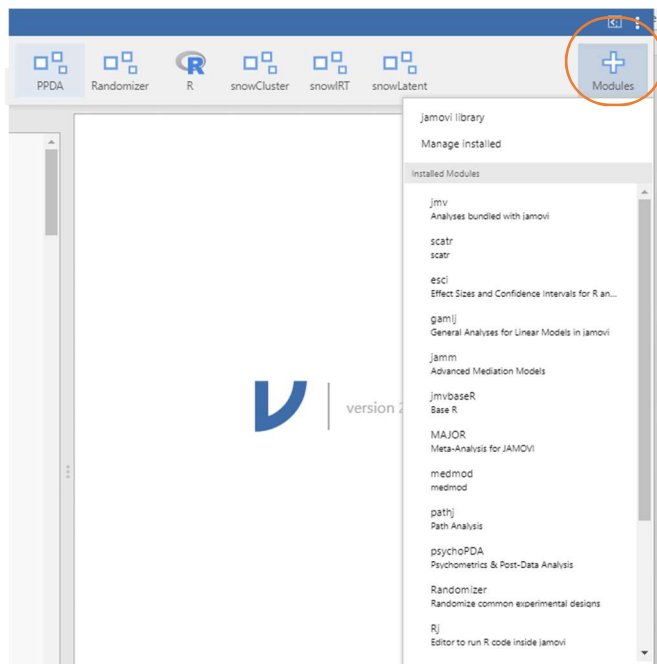 PPDA
Randomizer
R
snowCluster
snowIRT
snowLatent
Modules
jamovi library
Manage installed
Installed Modules
jmv
Analyses bundled with jamovi
scatr
scatr
esci
Effect Sizes and Confidence Intervals for R an...
gamlj
General Analyses for Linear Models in jamovi
jamm
Advanced Mediation Models
jmvbaseR
Base R
MAJOR
Meta-Analysis for JAMOVI
medmod
medmod
pathj
Path Analysis
psychoPDA
Psychometrics & Post-Data Analysis
Randomizer
Randomize common experimental designs
Rj
Editor to run R code inside jamovi
version 2